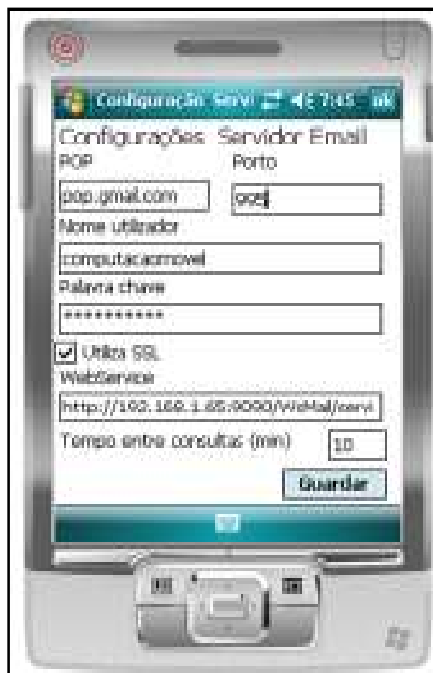 Configuração Servi 7:45 ok
Configurações Servidor Email
POP Porto
pop.gmail.com 995
Nome utilizador
computacaomovel
Palavra chave
**********
Utiliza SSL
WebService
http://192.168.1.65:9090/WsMail/servi
Tempo entre consultas (min) 10
Guardar